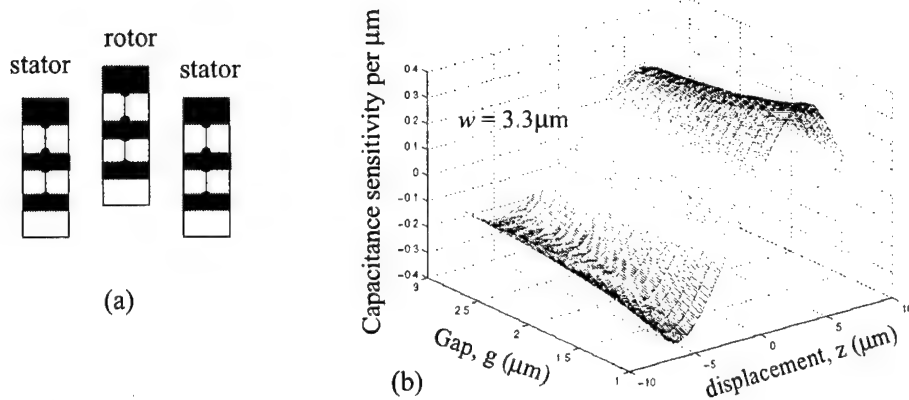 rotor
stator
stator
(a)
Capacitance sensitivity per μm
0.4
0.3
0.2
0.1
0
-0.1
-0.2
-0.3
-0.4
w = 3.3μm
3
2.5
2
1.5
1
Gap, g (μm)
-10
-5
0
5
10
displacement, z (μm)
(b)